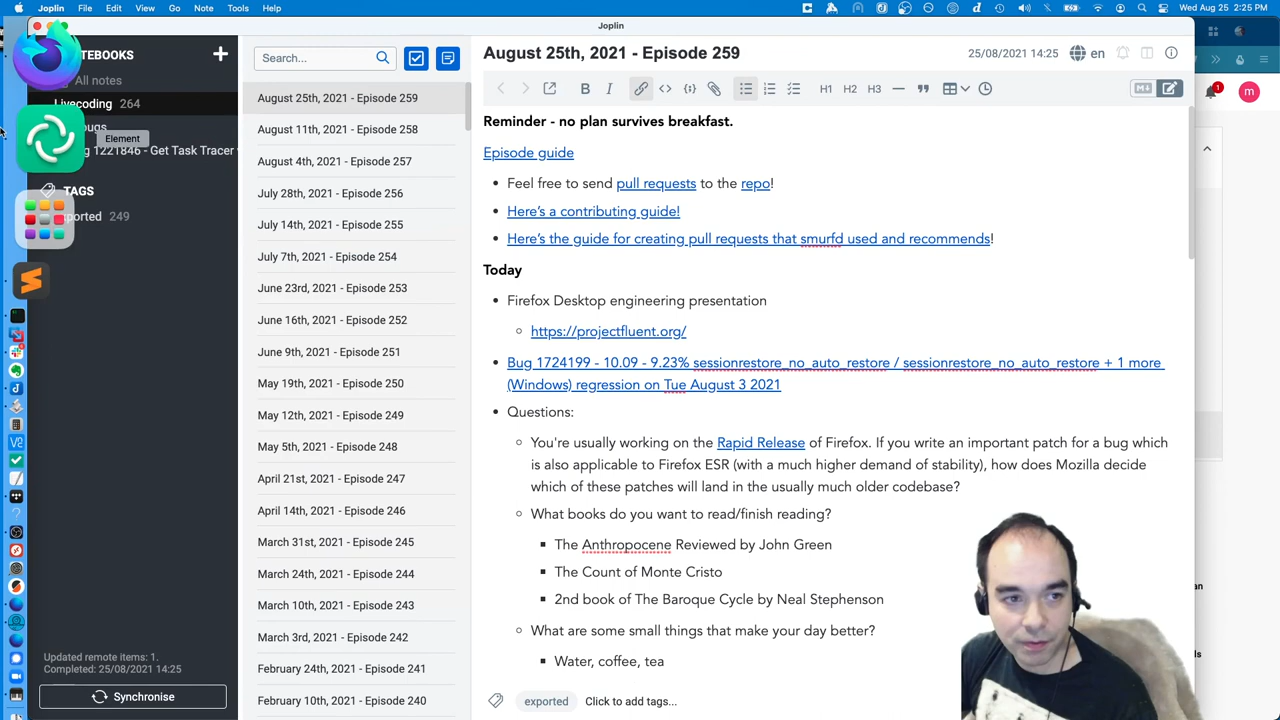 Joplin File Edit View Note Go Notes Tools Help
Wed Aug 25 2:25 PM
Joplin
TEBOOKS
All notes
Livecoding 264
ugs
Element
g 1221846 - Get Task Tracer
TAGS
ported 249
Updated remote items: 1.
Completed: 25/08/2021 14:25
Synchronise
Search...
August 25th, 2021 - Episode 259
August 11th, 2021 - Episode 258
August 4th, 2021 - Episode 257
July 28th, 2021 - Episode 256
July 14th, 2021 - Episode 255
July 7th, 2021 - Episode 254
June 23rd, 2021 - Episode 253
June 16th, 2021 - Episode 252
June 9th, 2021 - Episode 251
May 19th, 2021 - Episode 250
May 12th, 2021 - Episode 249
May 5th, 2021 - Episode 248
April 21st, 2021 - Episode 247
April 14th, 2021 - Episode 246
March 31st, 2021 - Episode 245
March 24th, 2021 - Episode 244
March 10th, 2021 - Episode 243
March 3rd, 2021 - Episode 242
February 24th, 2021 - Episode 241
February 10th, 2021 - Episode 240
August 25th, 2021 - Episode 259
25/08/2021 14:25 en
B I H1 H2 H3
Reminder - no plan survives breakfast.
Episode guide
Feel free to send pull requests to the repo!
Here's a contributing guide!
Here's the guide for creating pull requests that smurfd used and recommends!
Today
Firefox Desktop engineering presentation
https://projectfluent.org/
Bug 1724199 - 10.09 - 9.23% sessionrestore_no_auto_restore / sessionrestore_no_auto_restore + 1 more
(Windows) regression on Tue August 3 2021
Questions:
You're usually working on the Rapid Release of Firefox. If you write an important patch for a bug which
is also applicable to Firefox ESR (with a much higher demand of stability), how does Mozilla decide
which of these patches will land in the usually much older codebase?
What books do you want to read/finish reading?
The Anthropocene Reviewed by John Green
The Count of Monte Cristo
2nd book of The Baroque Cycle by Neal Stephenson
What are some small things that make your day better?
Water, coffee, tea
exported Click to add tags...
1
m
an
ls